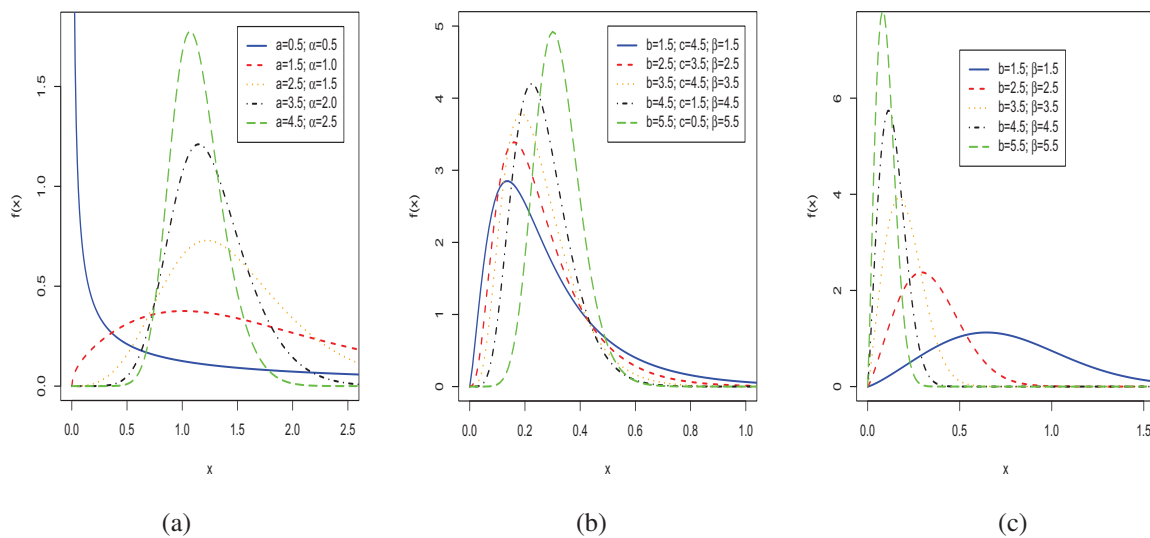 a=0.5; α=0.5
a=1.5; α=1.0
a=2.5; α=1.5
a=3.5; α=2.0
a=4.5; α=2.5
f(x)
0.0
0.5
1.0
1.5
0.0 0.5 1.0 1.5 2.0 2.5
x
(a)
b=1.5; c=4.5; β=1.5
b=2.5; c=3.5; β=2.5
b=3.5; c=4.5; β=3.5
b=4.5; c=1.5; β=4.5
b=5.5; c=0.5; β=5.5
f(x)
0
1
2
3
4
5
0.0 0.2 0.4 0.6 0.8 1.0
x
(b)
b=1.5; β=1.5
b=2.5; β=2.5
b=3.5; β=3.5
b=4.5; β=4.5
b=5.5; β=5.5
f(x)
0
2
4
6
0.0 0.5 1.0 1.5
x
(c)